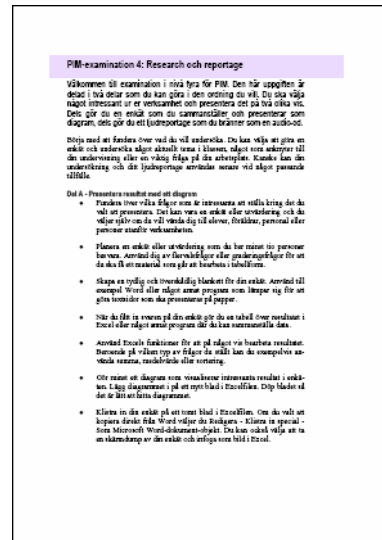 PIM-examination 4: Research och reportage
Välkommen till examination i nivå fyra för PIM. Den här uppgiften är
delad i två delar som du kan göra i den ordning du vill. Du ska välja
något intressant ur er verksamhet och presentera det på två olika vis.
Dels gör du en enkät som du sammanställer och presenterar som
diagram, dels gör du ett ljudreportage som du bränner som en audio-cd.
Börja med att fundera över vad du vill undersöka. Du kan välja att göra en
enkät och undersöka något aktuellt tema i klassen, något som anknyter till
din undervisning eller en viktig fråga på din arbetsplats. Kanske kan din
undersökning och ditt ljudreportage användas senare vid något passande
tillfälle.
Del A - Presentera resultat med ett diagram
• Fundera över vilka frågor som är intressanta att ställa kring det du
valt att presentera. Det kan vara en enkät eller utvärdering och du
väljer själv om du vill vända dig till elever, föräldrar, personal eller
personer utanför verksamheten.
• Planera en enkät eller utvärdering som du ber minst tio personer
besvara. Använd dig av flervalsfrågor eller graderingsfrågor för att
du ska få ett material som går att bearbeta i tabellform.
• Skapa en tydlig och överskådlig blankett för din enkät. Använd till
exempel Word eller något annat program som lämpar sig för att
göra textsidor som ska presenteras på papper.
• När du fått in svaren på din enkät gör du en tabell över resultatet i
Excel eller något annat program där du kan sammanställa data.
• Använd Excels funktioner för att på något vis bearbeta resultatet.
Beroende på vilken typ av frågor du ställt kan du exempelvis an-
vända summa, medelvärde eller sortering.
• Gör minst ett diagram som visualiserar intressanta resultat i enkä-
ten. Lägg diagrammet i på ett nytt blad i Excelfilen. Döp bladet så
det är lätt att hitta diagrammet.
• Klistra in din enkät på ett tomt blad i Excelfilen. Om du valt att
kopiera direkt från Word väljer du Redigera - Klistra in special -
Som Microsoft Word-dokument-objekt. Du kan också välja att ta
en skärmdump av din enkät och infoga som bild i Excel.